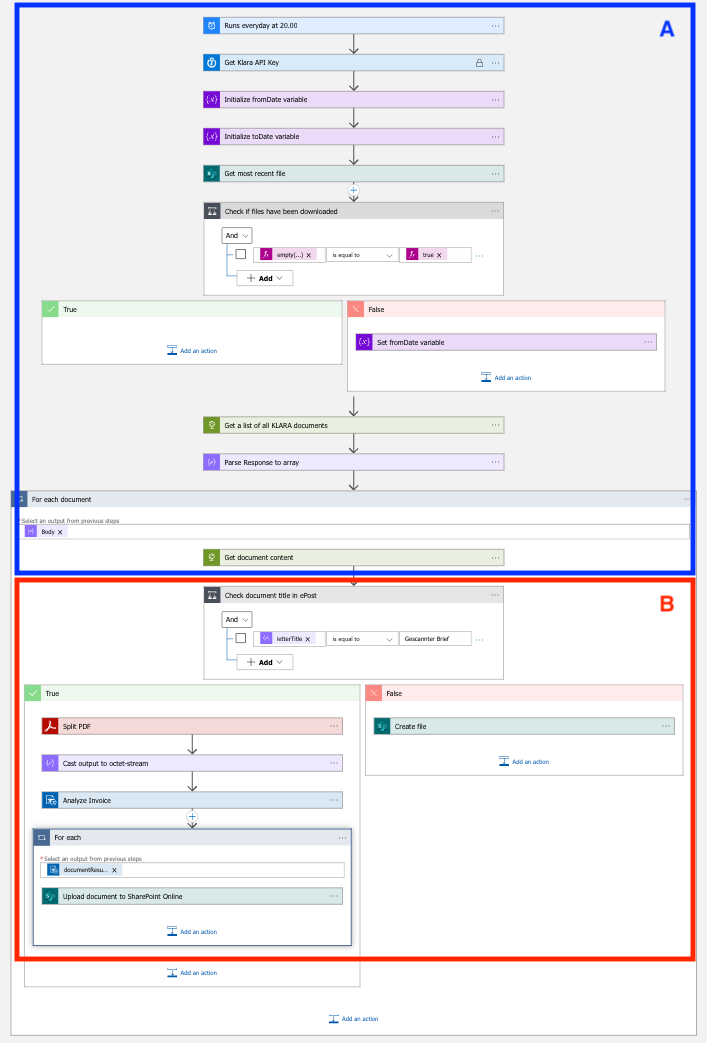 A
Runs everyday at 20.00
Get Klara API Key
Initialize fromDate variable
Initialize toDate variable
Get most recent file
Check if files have been downloaded
And
empty(...) is equal to true
Add
True
Add an action
False
Set fromDate variable
Add an action
Get a list of all KLARA documents
Parse Response to array
For each document
* Select an output from previous steps
Body
Get document content
B
Check document title in ePost
And
letterTitle is equal to Gescannter Brief
Add
True
Split PDF
Cast output to octet-stream
Analyze Invoice
For each
* Select an output from previous steps
documentResu...
Upload document to SharePoint Online
Add an action
Add an action
False
Create file
Add an action
Add an action